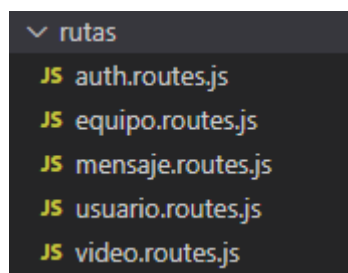 rutas
JS auth.routes.js
JS equipo.routes.js
JS mensaje.routes.js
JS usuario.routes.js
JS video.routes.js